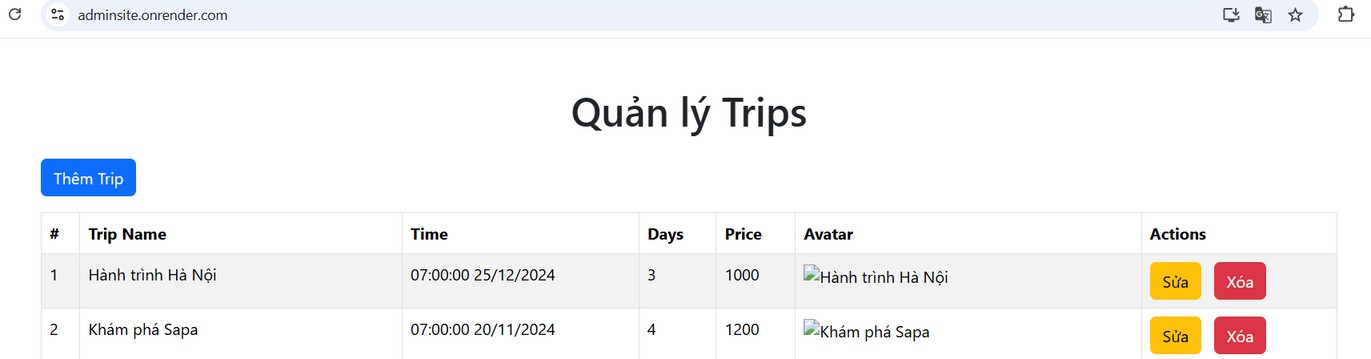 adminsite.onrender.com
Quản lý Trips
Thêm Trip
# Trip Name Time Days Price Avatar Actions
1 Hành trình Hà Nội 07:00:00 25/12/2024 3 1000 Hành trình Hà Nội Sửa Xóa
2 Khám phá Sapa 07:00:00 20/11/2024 4 1200 Khám phá Sapa Sửa Xóa